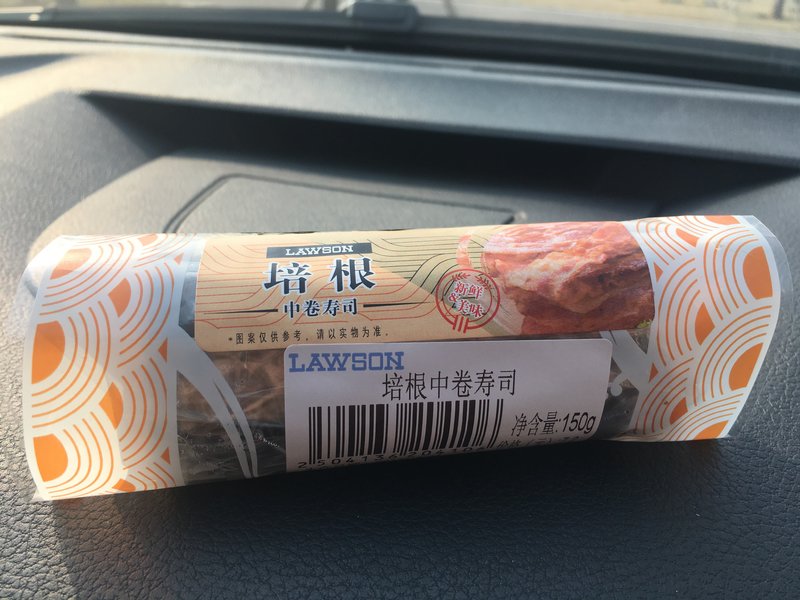 LAWSON
培根
中卷寿司
*图案仅供参考，请以实物为准.
新鲜
&美味
LAWSON
培根中卷寿司
净含量:150g